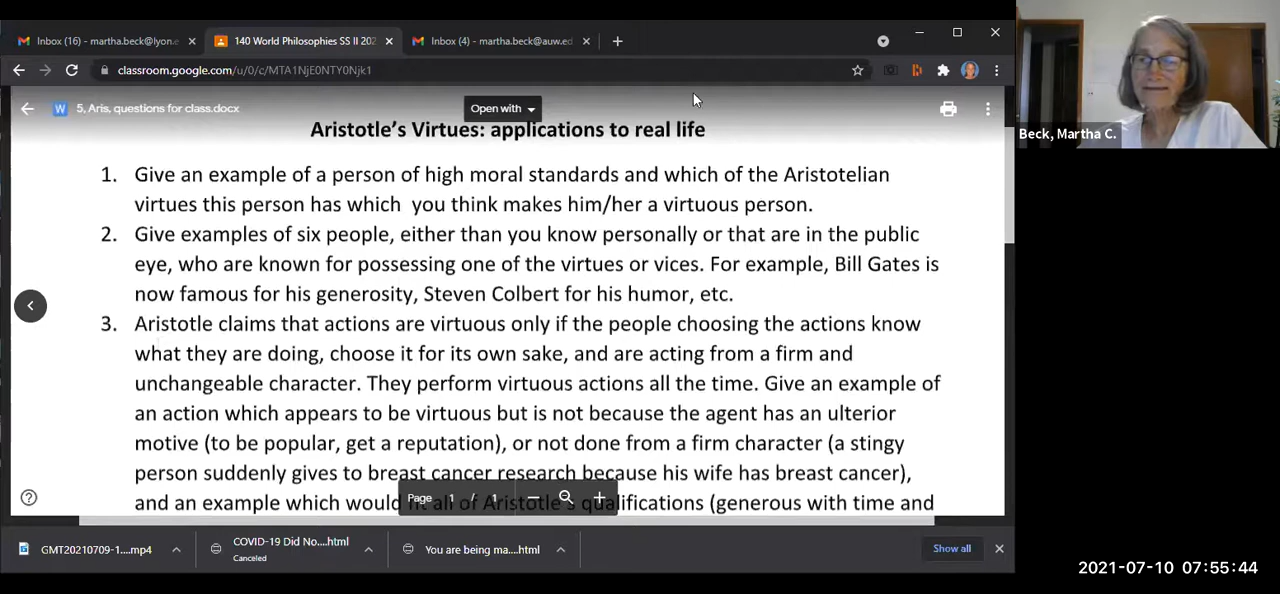 Inbox (16) - martha.beck@lyon.e
140 World Philosophies SS II 202
Inbox (4) - martha.beck@auw.ed
classroom.google.com/u/0/c/MTA1NjE0NTY0Njk1
W 5, Aris, questions for class.docx
Open with
Aristotle's Virtues: applications to real life
1. Give an example of a person of high moral standards and which of the Aristotelian
virtues this person has which you think makes him/her a virtuous person.
2. Give examples of six people, either than you know personally or that are in the public
eye, who are known for possessing one of the virtues or vices. For example, Bill Gates is
now famous for his generosity, Steven Colbert for his humor, etc.
3. Aristotle claims that actions are virtuous only if the people choosing the actions know
what they are doing, choose it for its own sake, and are acting from a firm and
unchangeable character. They perform virtuous actions all the time. Give an example of
an action which appears to be virtuous but is not because the agent has an ulterior
motive (to be popular, get a reputation), or not done from a firm character (a stingy
person suddenly gives to breast cancer research because his wife has breast cancer),
and an example which would fit all of Aristotle's qualifications (generous with time and
Page 1 / 1
GMT20210709-1....mp4
COVID-19 Did No....html
Canceled
You are being ma....html
Show all
Beck, Martha C.
2021-07-10 07:55:44